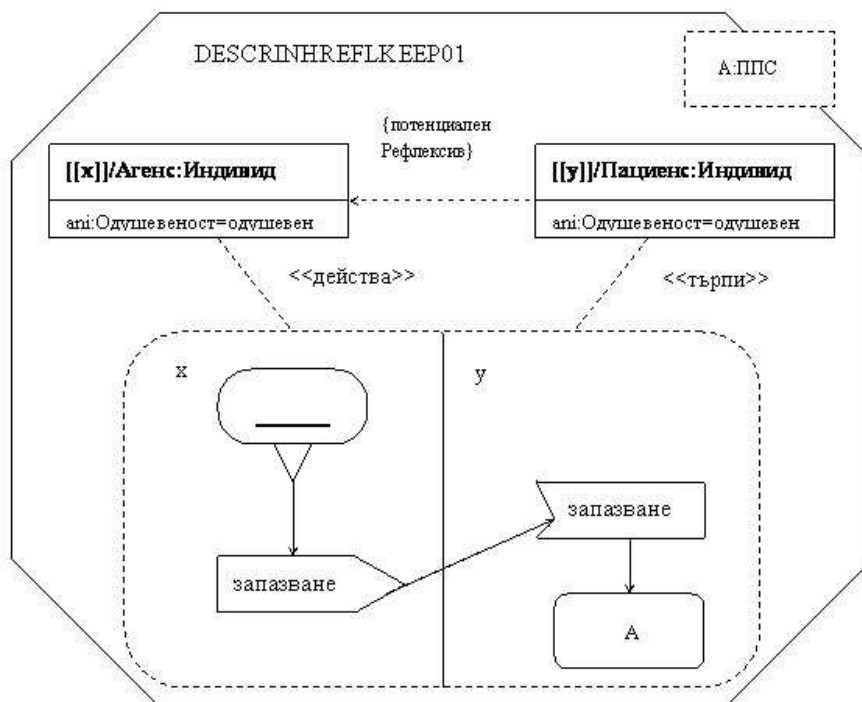 DESCRINHREFLKEEP01
А:ППС
{потенциален
Рефлексив}
[[x]]/Агенс:Индивид
[[y]]/Пациенс:Индивид
ani:Одушевеност=одушевен
ani:Одушевеност=одушевен
<<действа>>
<<търпи>>
x
y
запазване
запазване
А